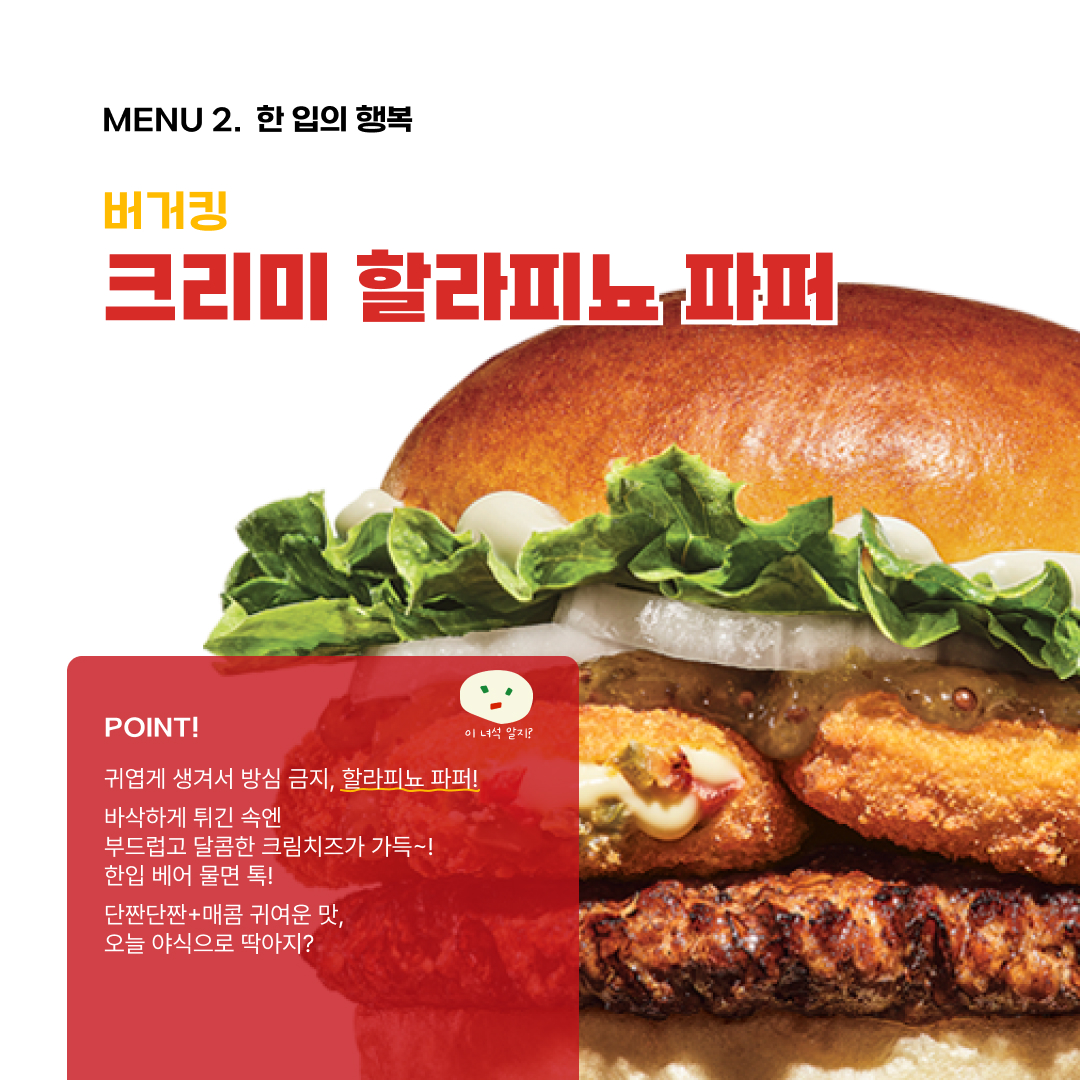 MENU 2. 한 입의 행복
버거킹
크리미 할라피뇨 파퍼
POINT!
이 녀석 알지?
귀엽게 생겨서 방심 금지, 할라피뇨 파퍼!
바삭하게 튀긴 속엔
부드럽고 달콤한 크림치즈가 가득~!
한입 베어 물면 톡!
단짠단짠+매콤 귀여운 맛,
오늘 야식으로 딱아지?